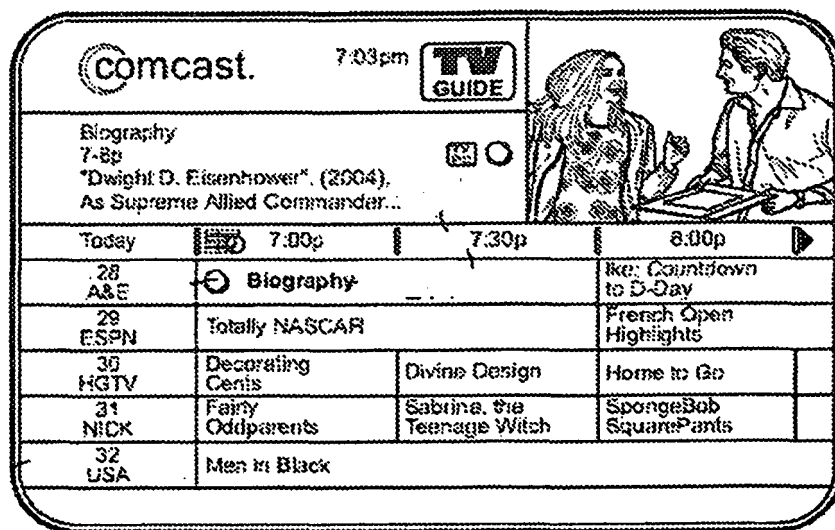 comcast.
7:03pm
TV
GUIDE
Biography
7-8p
"Dwight D. Eisenhower", (2004),
As Supreme Allied Commander...
Today 7:00p 7:30p 8:00p
28
A&E
Biography
Ike: Countdown
to D-Day
29
ESPN
Totally NASCAR
French Open
Highlights
30
HGTV
Decorating
Cents
Divine Design
Home to Go
31
NICK
Fairly
Oddparents
Sabrina, the
Teenage Witch
SpongeBob
SquarePants
32
USA
Men in Black